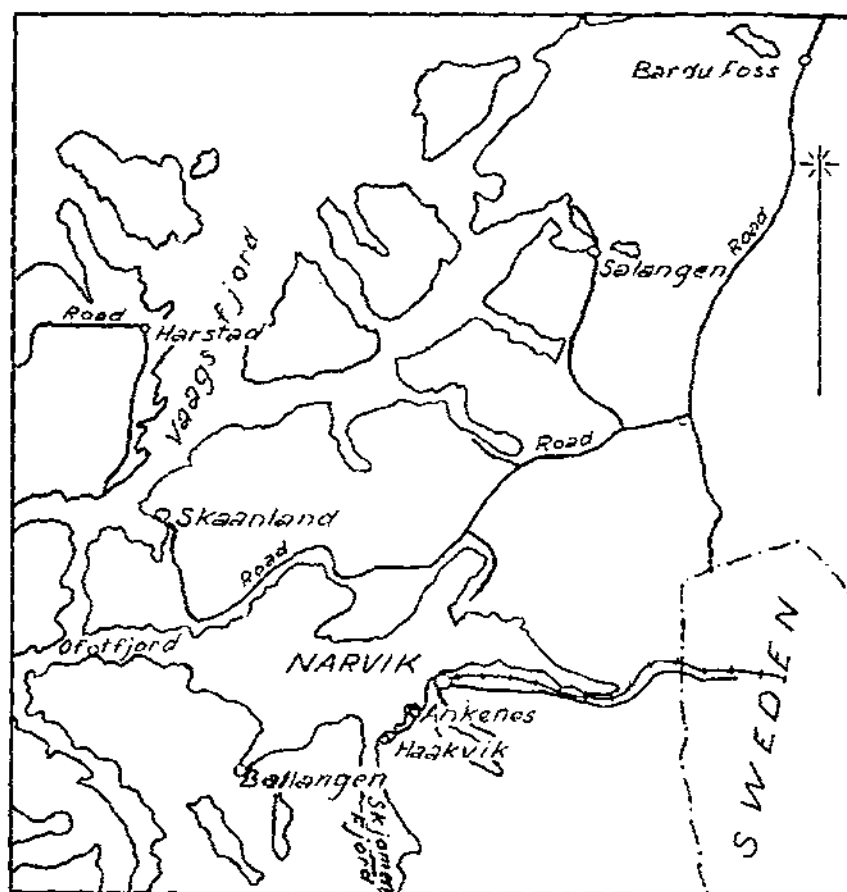 Bardu Foss
Road
Salangen
Vaags fjord
Road
Harstad
Road
Skaanland
Road
Ofotfjord
NARVIK
SWEDEN
Ankenes
Haakvik
Ballangen
Skjomen
Fjord